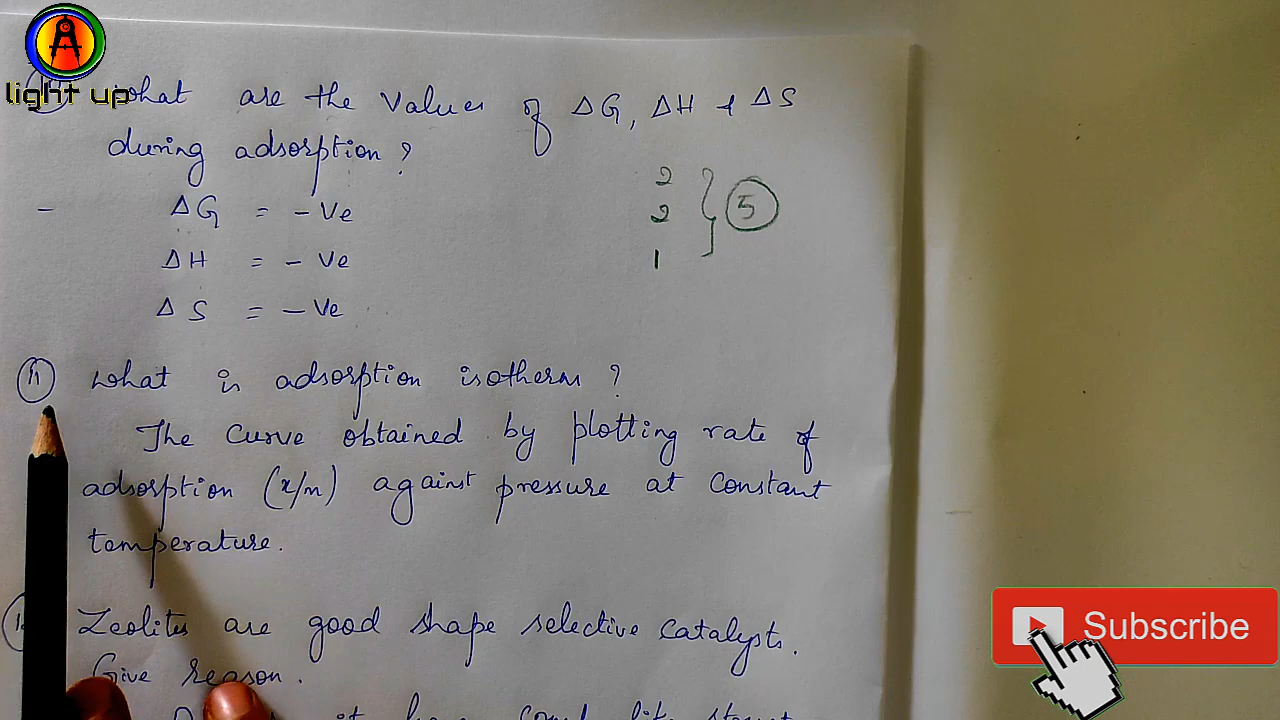 light up
What are the Values of ΔG, ΔH & ΔS
during adsorption ?
- ΔG = -Ve
ΔH = - Ve
ΔS = - Ve
2
2
1
5
11 What is adsorption isotherm ?
The Curve obtained by plotting rate of
adsorption (x/m) against pressure at Constant
temperature.
Zeolites are good shape selective catalysts.
Give reason.
Subscribe